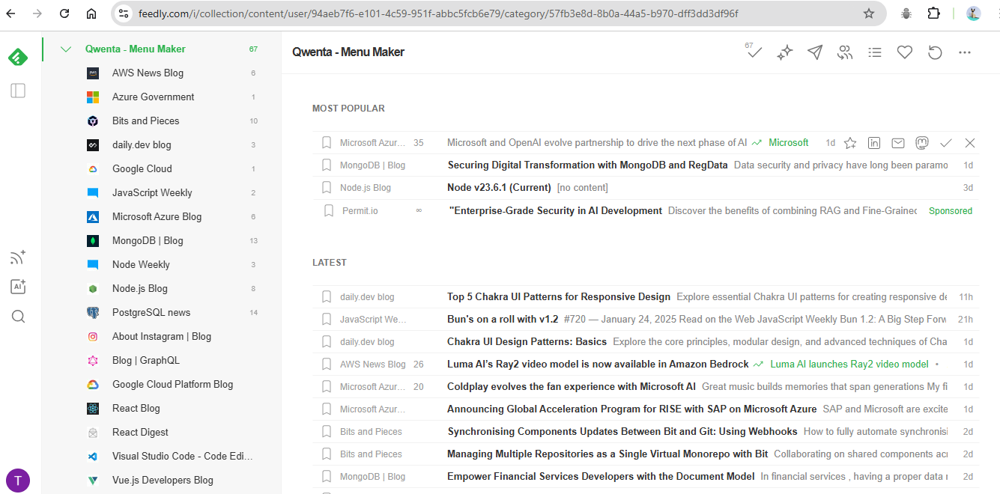 feedly.com/i/collection/content/user/94aeb7f6-e101-4c59-951f-abbc5fcb6e79/category/57fb3e8d-8b0a-44a5-b970-dff3dd3df96f
Qwenta - Menu Maker 67
AWS News Blog 6
Azure Government 1
Bits and Pieces 10
daily.dev blog 3
Google Cloud 1
JavaScript Weekly 2
Microsoft Azure Blog 6
MongoDB | Blog 13
Node Weekly 3
Node.js Blog 8
PostgreSQL news 14
About Instagram | Blog
Blog | GraphQL
Google Cloud Platform Blog
React Blog
React Digest
Visual Studio Code - Code Edi...
Vue.js Developers Blog
AI
T
Qwenta - Menu Maker
67
MOST POPULAR
Microsoft Azur... 35 Microsoft and OpenAI evolve partnership to drive the next phase of AI Microsoft 1d
MongoDB | Blog Securing Digital Transformation with MongoDB and RegData Data security and privacy have long been paramo 1d
Node.js Blog Node v23.6.1 (Current) [no content] 3d
Permit.io ∞ "Enterprise-Grade Security in AI Development Discover the benefits of combining RAG and Fine-Grained Sponsored
LATEST
daily.dev blog Top 5 Chakra UI Patterns for Responsive Design Explore essential Chakra UI patterns for creating responsive de 11h
JavaScript We... Bun's on a roll with v1.2 #720 — January 24, 2025 Read on the Web JavaScript Weekly Bun 1.2: A Big Step Forw 21h
daily.dev blog Chakra UI Design Patterns: Basics Explore the core principles, modular design, and advanced techniques of Cha 1d
AWS News Blog 26 Luma AI's Ray2 video model is now available in Amazon Bedrock Luma AI launches Ray2 video model • 1d
Microsoft Azur... 20 Coldplay evolves the fan experience with Microsoft AI Great music builds memories that span generations My fi 1d
Microsoft Azur... Announcing Global Acceleration Program for RISE with SAP on Microsoft Azure SAP and Microsoft are excite 1d
Bits and Pieces Synchronising Components Updates Between Bit and Git: Using Webhooks How to fully automate synchronisi 2d
Bits and Pieces Managing Multiple Repositories as a Single Virtual Monorepo with Bit Collaborating on shared components acr 2d
MongoDB | Blog Empower Financial Services Developers with the Document Model In financial services , having a proper data r 2d